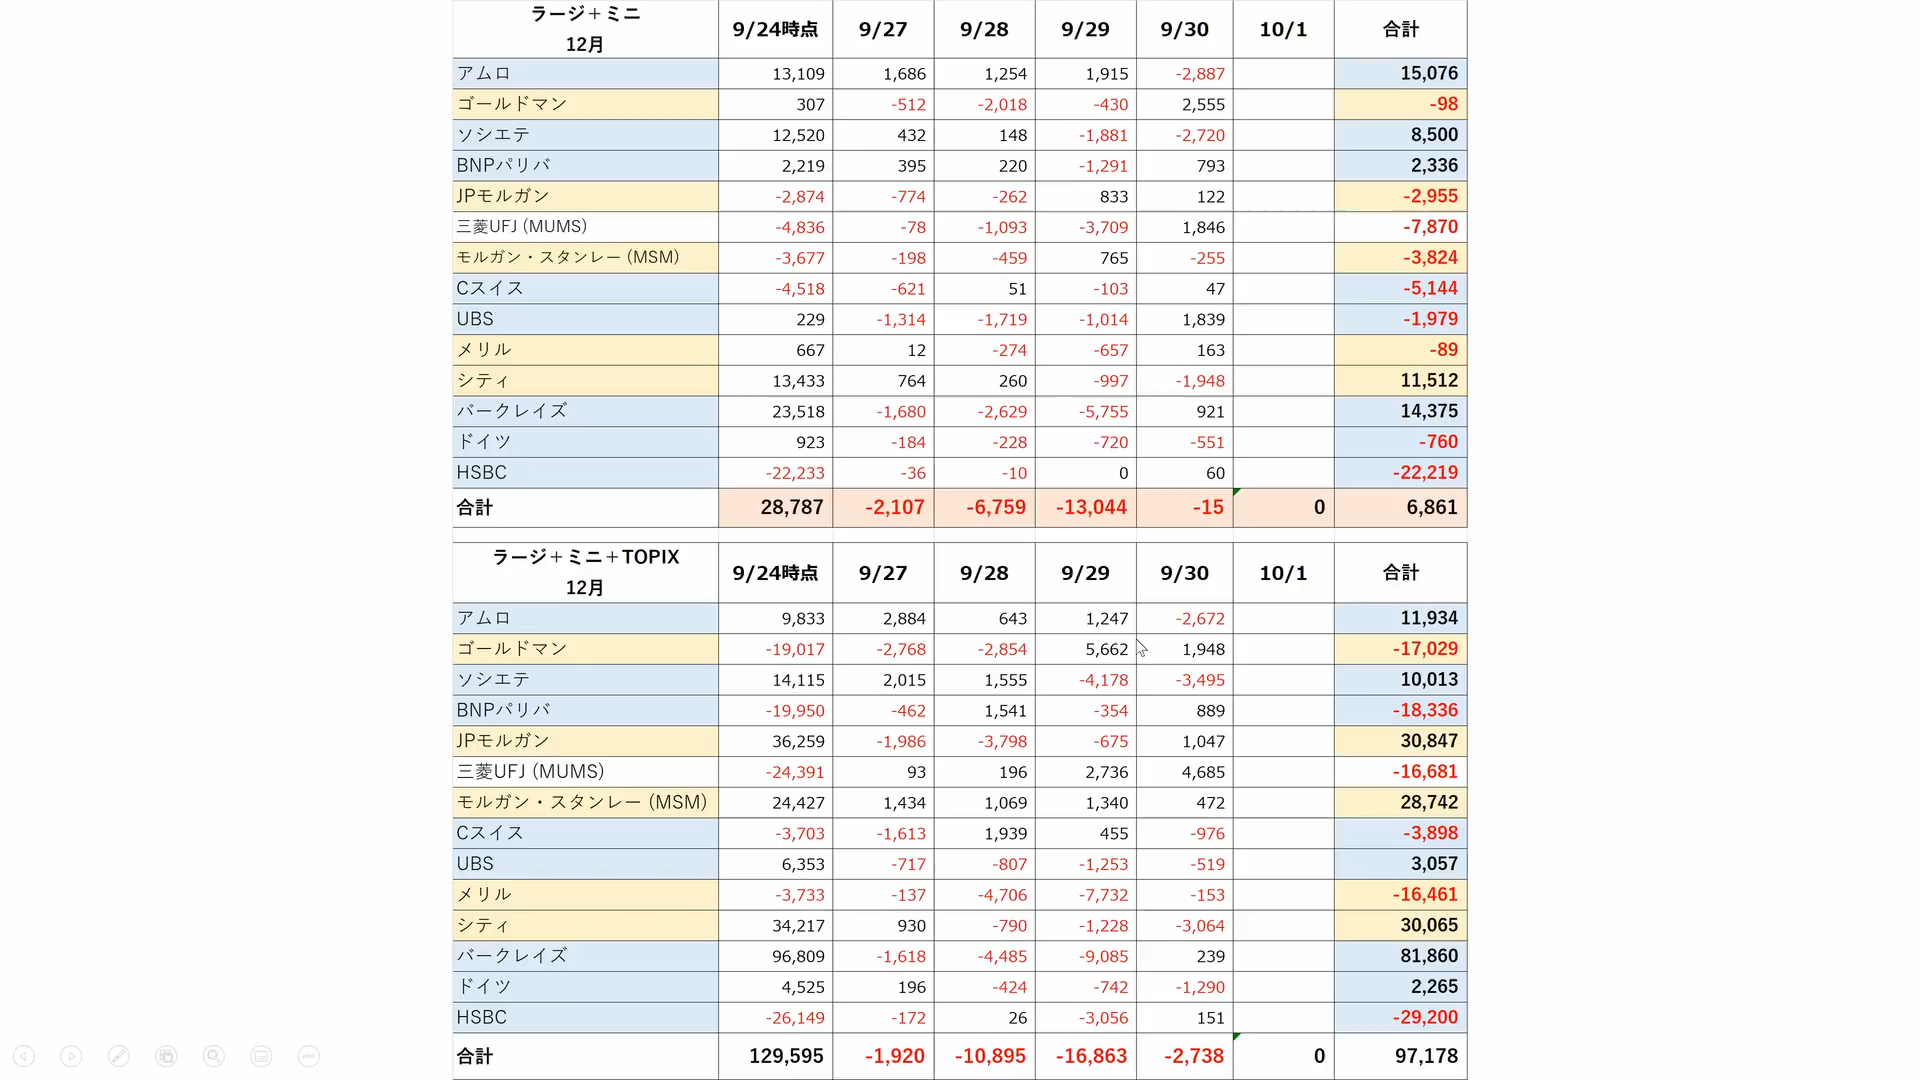 ラージ＋ミニ
12月 9/24時点 9/27 9/28 9/29 9/30 10/1 合計
アムロ 13,109 1,686 1,254 1,915 -2,887 15,076
ゴールドマン 307 -512 -2,018 -430 2,555 -98
ソシエテ 12,520 432 148 -1,881 -2,720 8,500
BNPパリバ 2,219 395 220 -1,291 793 2,336
JPモルガン -2,874 -774 -262 833 122 -2,955
三菱UFJ (MUMS) -4,836 -78 -1,093 -3,709 1,846 -7,870
モルガン・スタンレー (MSM) -3,677 -198 -459 765 -255 -3,824
Cスイス -4,518 -621 51 -103 47 -5,144
UBS 229 -1,314 -1,719 -1,014 1,839 -1,979
メリル 667 12 -274 -657 163 -89
シティ 13,433 764 260 -997 -1,948 11,512
バークレイズ 23,518 -1,680 -2,629 -5,755 921 14,375
ドイツ 923 -184 -228 -720 -551 -760
HSBC -22,233 -36 -10 0 60 -22,219
合計 28,787 -2,107 -6,759 -13,044 -15 0 6,861
ラージ＋ミニ＋TOPIX
12月 9/24時点 9/27 9/28 9/29 9/30 10/1 合計
アムロ 9,833 2,884 643 1,247 -2,672 11,934
ゴールドマン -19,017 -2,768 -2,854 5,662 1,948 -17,029
ソシエテ 14,115 2,015 1,555 -4,178 -3,495 10,013
BNPパリバ -19,950 -462 1,541 -354 889 -18,336
JPモルガン 36,259 -1,986 -3,798 -675 1,047 30,847
三菱UFJ (MUMS) -24,391 93 196 2,736 4,685 -16,681
モルガン・スタンレー (MSM) 24,427 1,434 1,069 1,340 472 28,742
Cスイス -3,703 -1,613 1,939 455 -976 -3,898
UBS 6,353 -717 -807 -1,253 -519 3,057
メリル -3,733 -137 -4,706 -7,732 -153 -16,461
シティ 34,217 930 -790 -1,228 -3,064 30,065
バークレイズ 96,809 -1,618 -4,485 -9,085 239 81,860
ドイツ 4,525 196 -424 -742 -1,290 2,265
HSBC -26,149 -172 26 -3,056 151 -29,200
合計 129,595 -1,920 -10,895 -16,863 -2,738 0 97,178